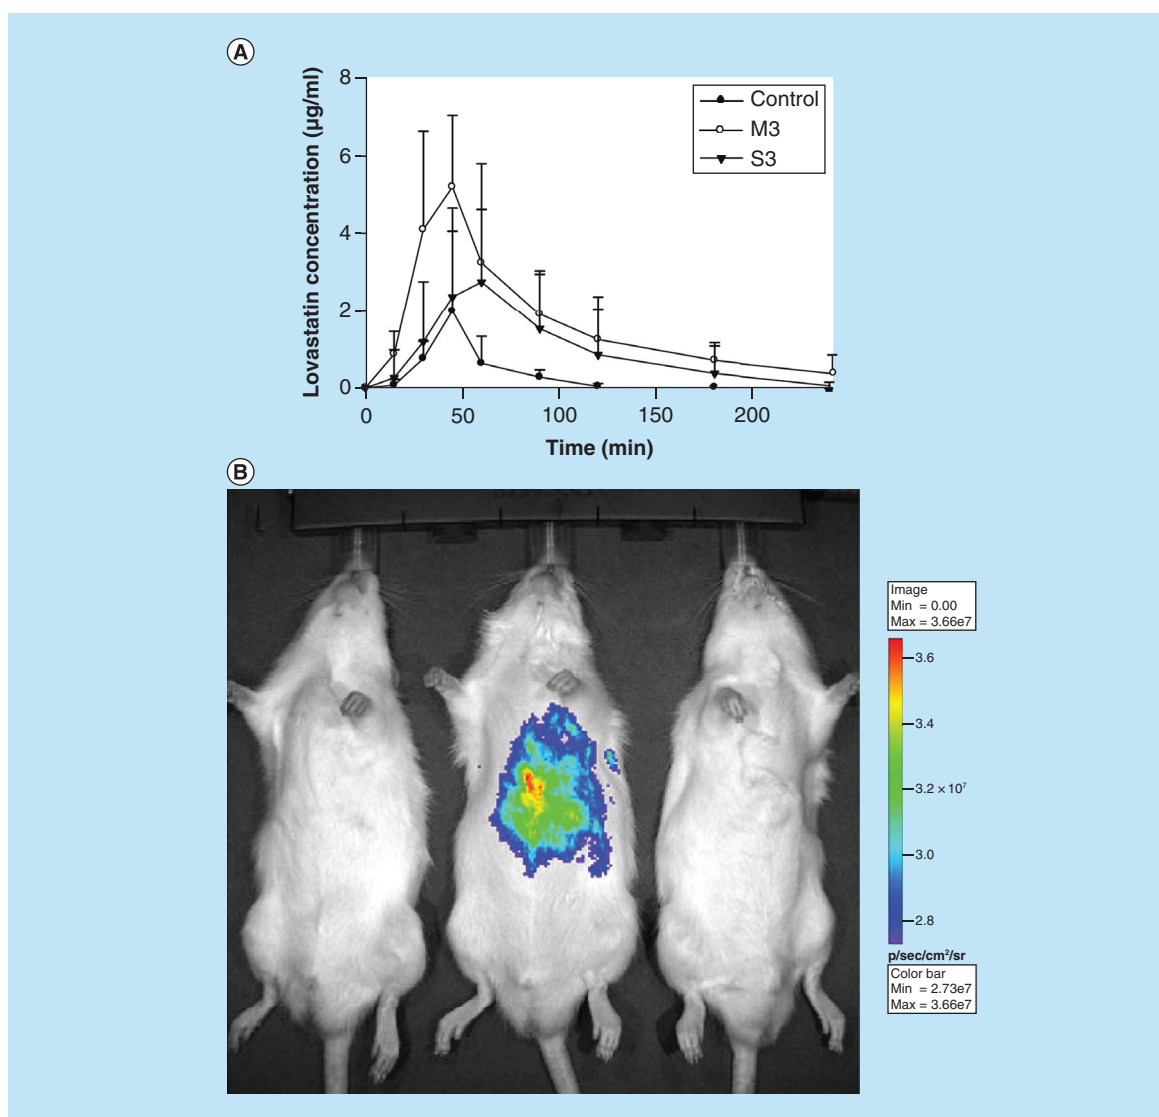 A
Lovastatin concentration (µg/ml)
8
6
4
2
0
0 50 100 150 200
Time (min)
Control
M3
S3
B
Image
Min = 0.00
Max = 3.66e7
3.6
3.4
3.2 × 10⁷
3.0
2.8
p/sec/cm²/sr
Color bar
Min = 2.73e7
Max = 3.66e7